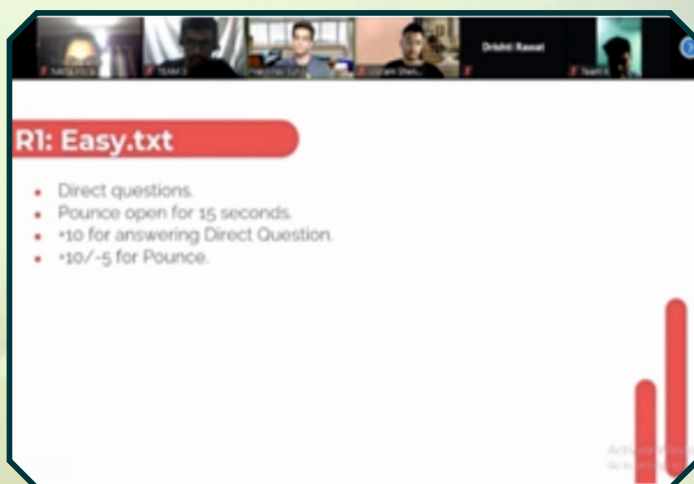 Drishti Rawat
R1: Easy.txt
Direct questions.
Pounce open for 15 seconds.
+10 for answering Direct Question.
+10/-5 for Pounce.